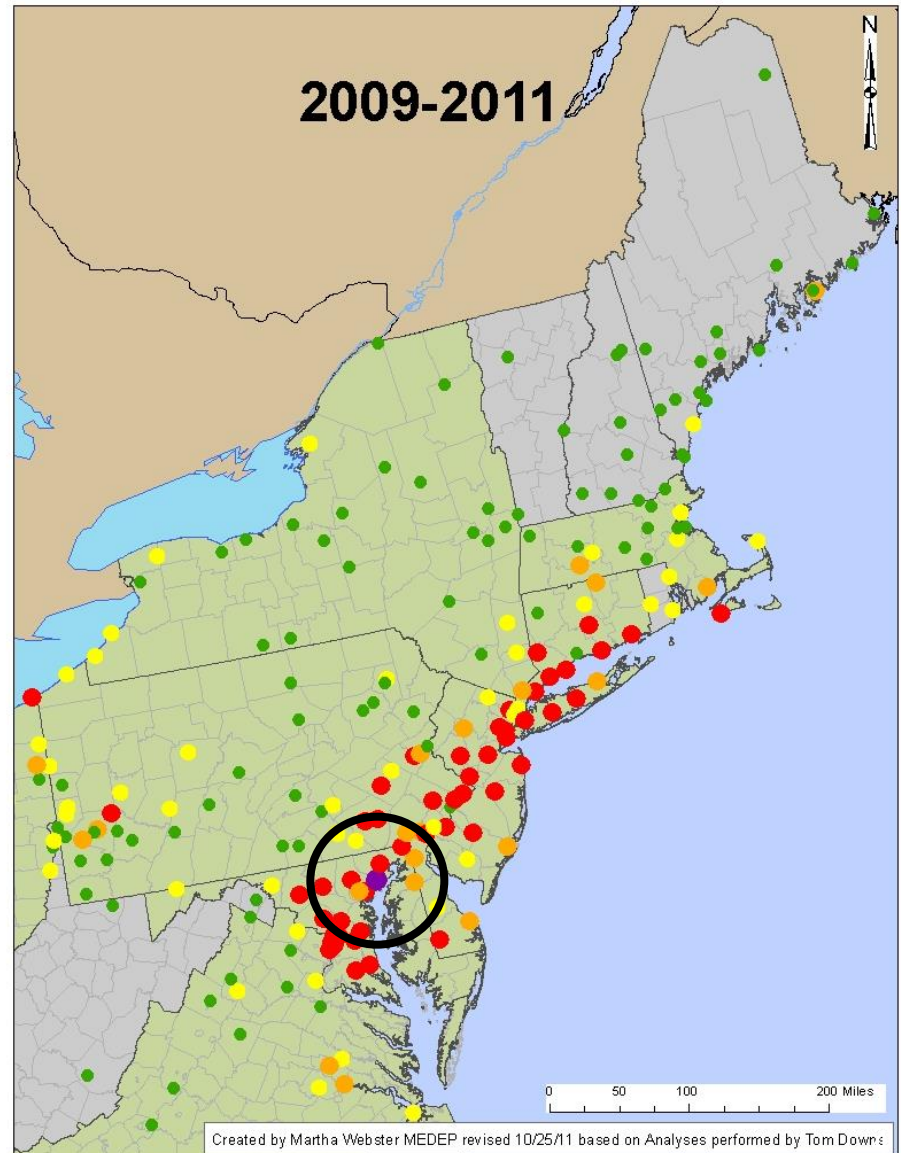 N
2009-2011
0 50 100 200 Miles
Created by Martha Webster MEDEP revised 10/25/11 based on Analyses performed by Tom Downs